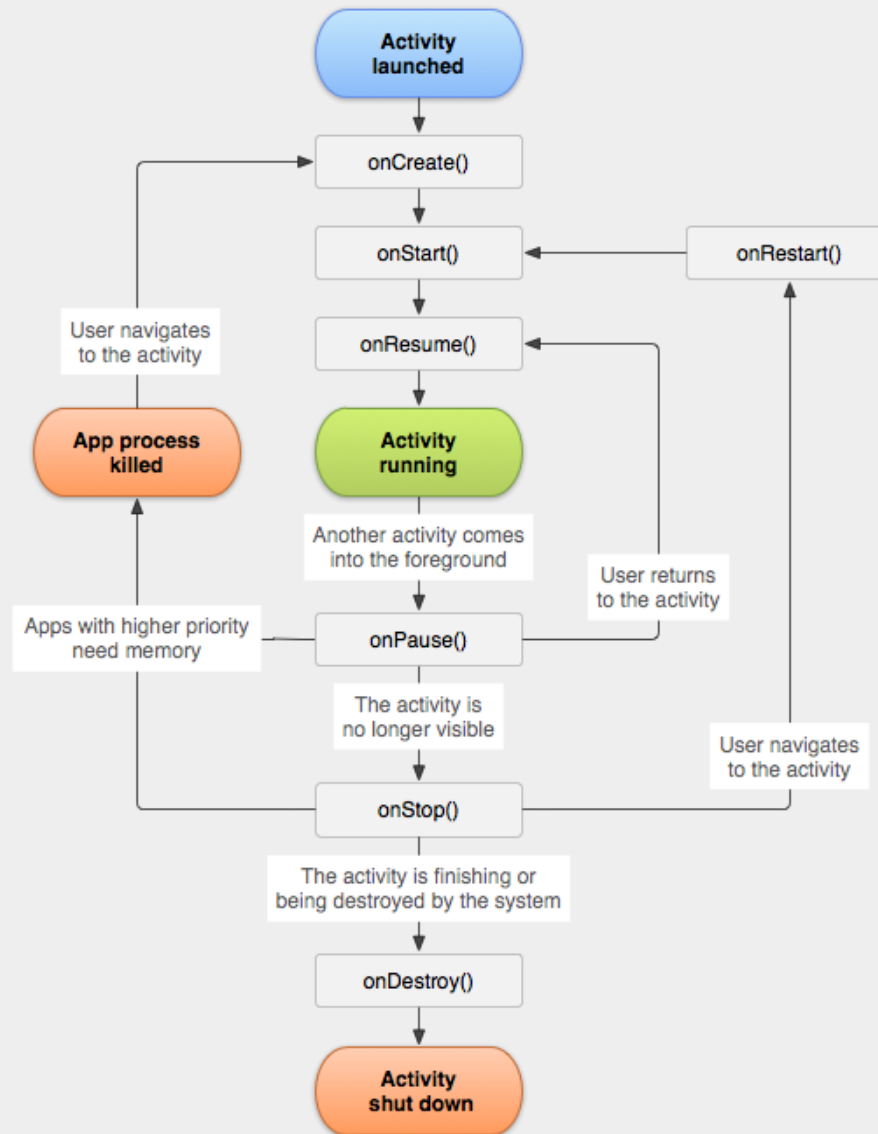 Activity
launched
onCreate()
onStart()
onRestart()
onResume()
User navigates
to the activity
App process
killed
Activity
running
Another activity comes
into the foreground
User returns
to the activity
Apps with higher priority
need memory
onPause()
The activity is
no longer visible
User navigates
to the activity
onStop()
The activity is finishing or
being destroyed by the system
onDestroy()
Activity
shut down